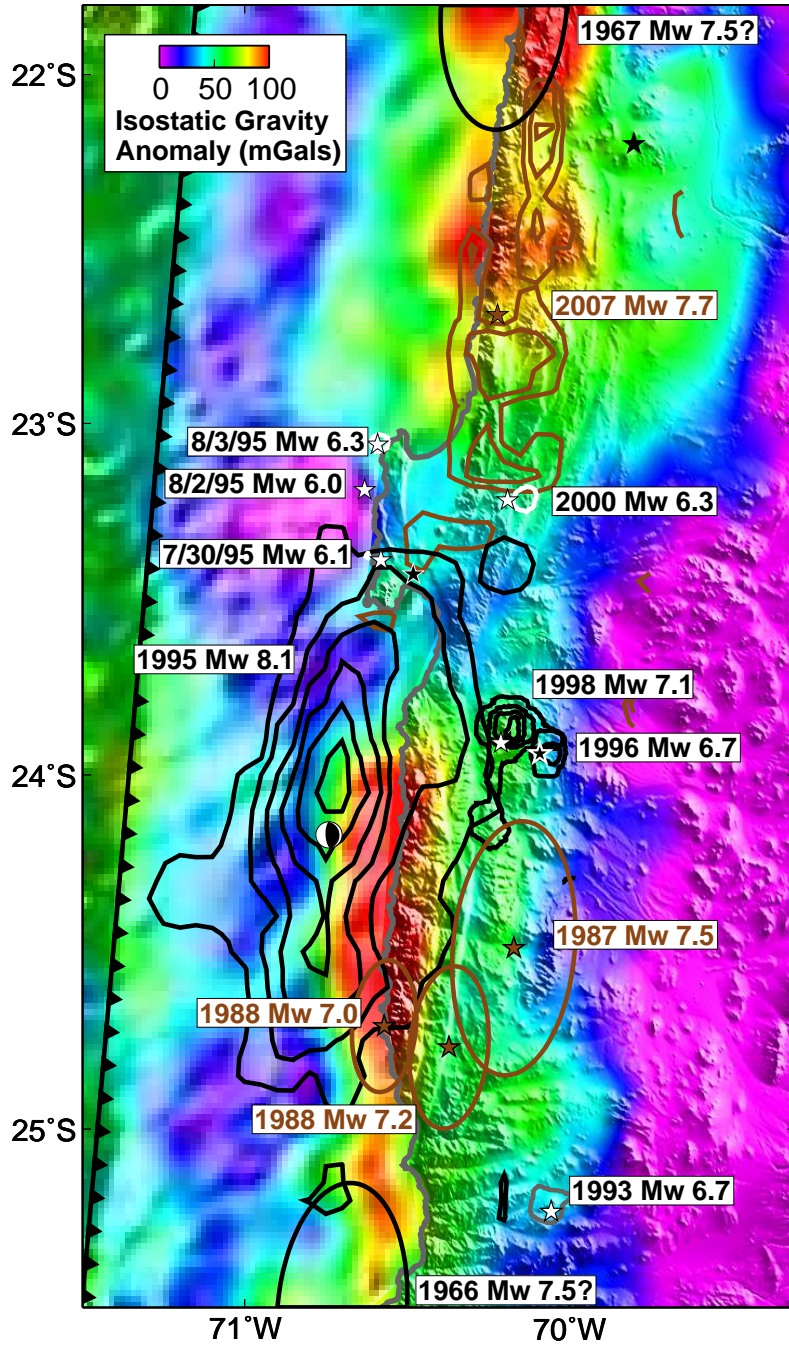 1967 Mw 7.5?
22°S
0 50 100
Isostatic Gravity
Anomaly (mGals)
2007 Mw 7.7
23°S
8/3/95 Mw 6.3
8/2/95 Mw 6.0
2000 Mw 6.3
7/30/95 Mw 6.1
1995 Mw 8.1
1998 Mw 7.1
1996 Mw 6.7
24°S
1987 Mw 7.5
1988 Mw 7.0
1988 Mw 7.2
25°S
1993 Mw 6.7
1966 Mw 7.5?
71°W 70°W